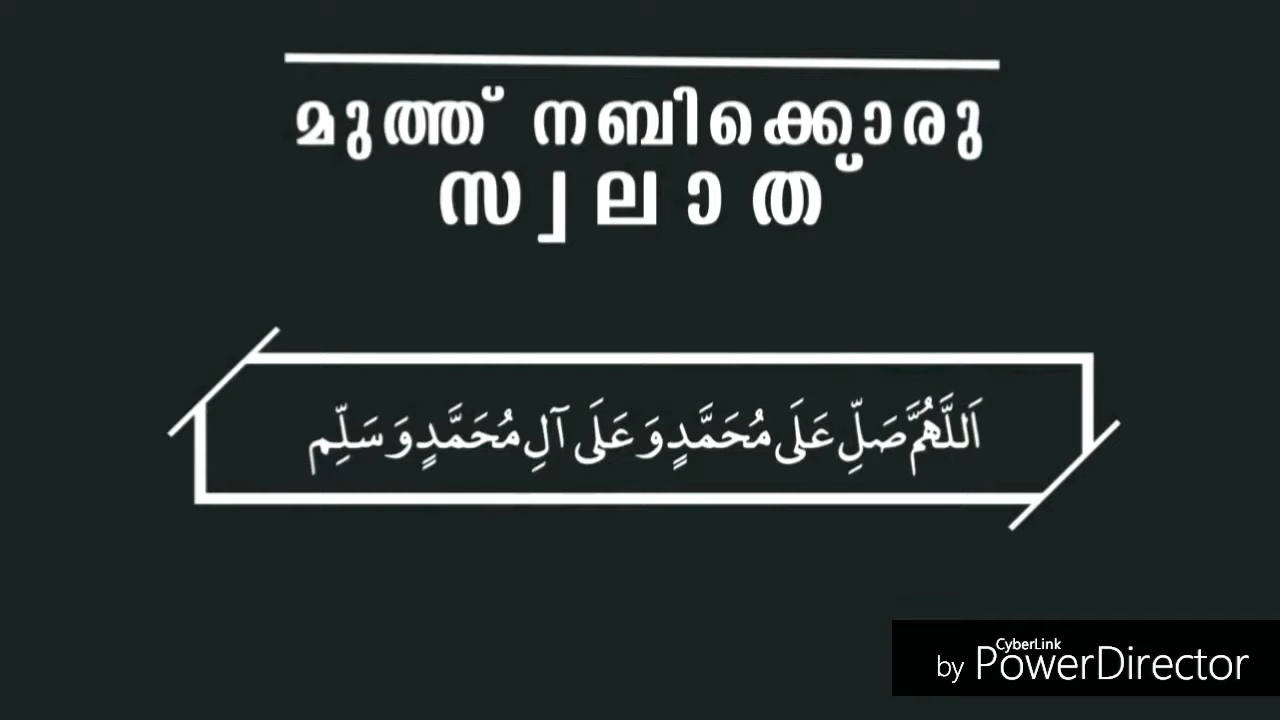 മുത്ത് നബിക്കൊരു
സ്വലാത്
اَللَّهُمَّ صَلِّ عَلَى مُحَمَّدٍ وَ عَلَى آلِ مُحَمَّدٍ وَ سَلِّم
by CyberLink PowerDirector